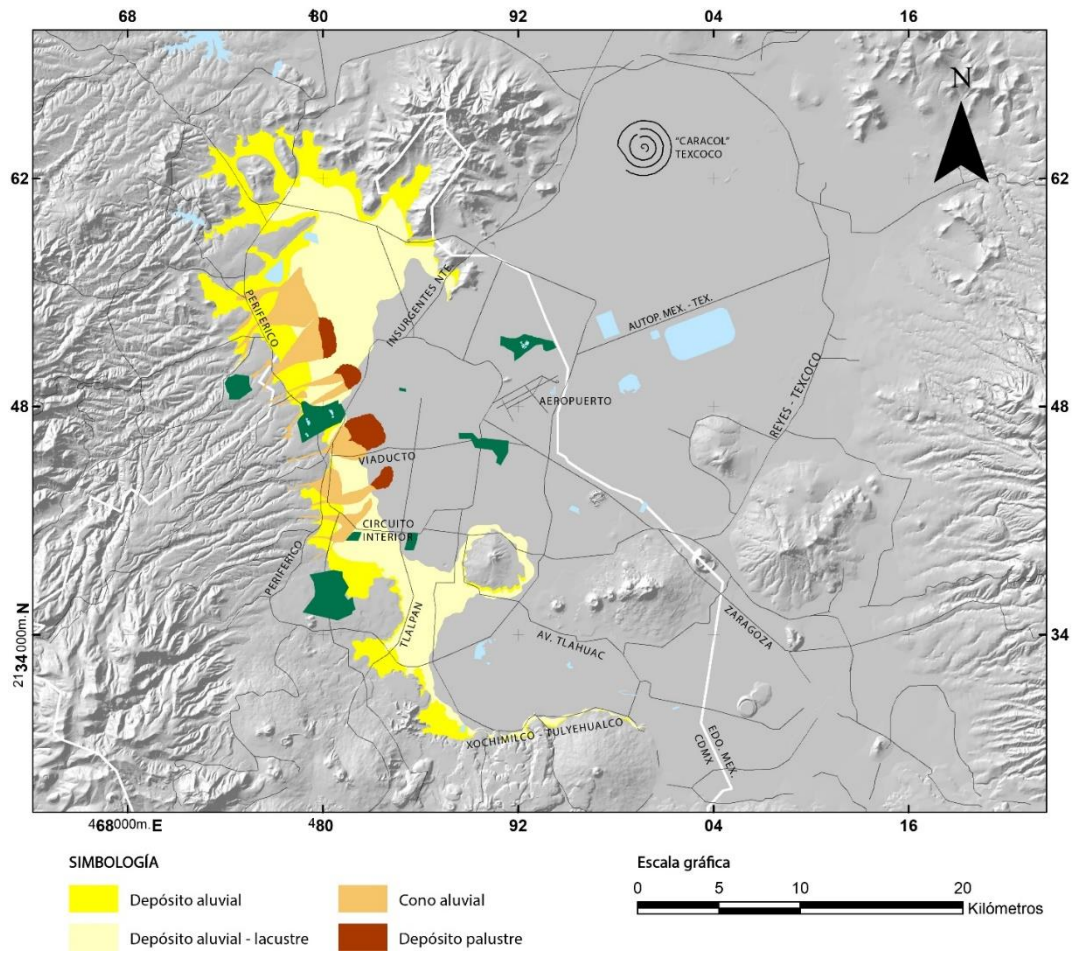 68
480
92
04
16
N
"CARACOL"
TEXCOCO
62
62
INSURGENTES NTE.
PERIFERICO
AUTOP. MEX. - TEX.
REYES - TEXCOCO
AEROPUERTO
48
48
VIADUCTO
CIRCUITO
INTERIOR
PERIFERICO
TLALPAN
ZARAGOZA
2134000m.N
34
AV. TLAHUAC
XOCHIMILCO - TULYEHUALCO
EDO. MEX.
CDMX
468000m.E
480
92
04
16
SIMBOLOGÍA
Depósito aluvial
Cono aluvial
Depósito aluvial - lacustre
Depósito palustre
Escala gráfica
0 5 10 20
Kilómetros